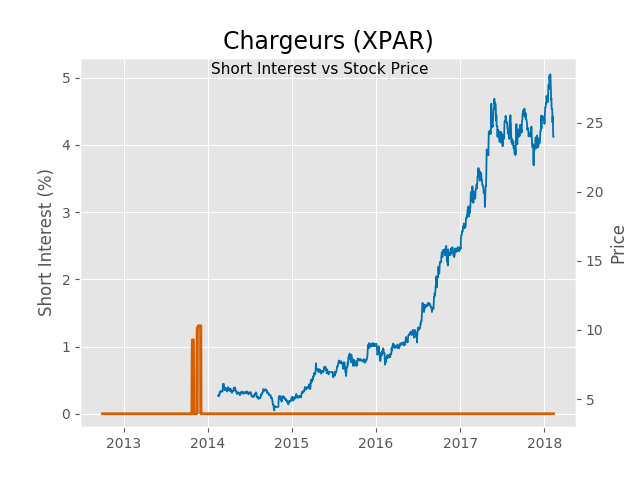 Chargeurs (XPAR)
Short Interest vs Stock Price
Short Interest (%)
5
4
3
2
1
0
25
20
15
10
5
Price
2013 2014 2015 2016 2017 2018